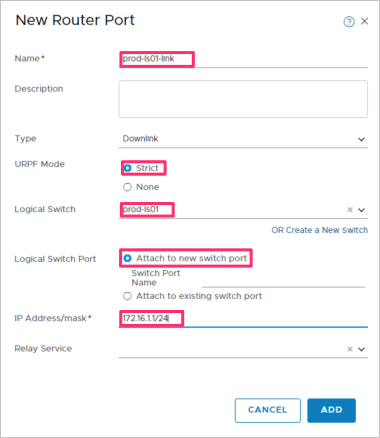 New Router Port
Name* prod-ls01-link
Description
Type Downlink
URPF Mode Strict
None
Logical Switch prod-ls01
OR Create a New Switch
Logical Switch Port Attach to new switch port
Switch Port
Name
Attach to existing switch port
IP Address/mask* 172.16.1.1/24
Relay Service
CANCEL ADD